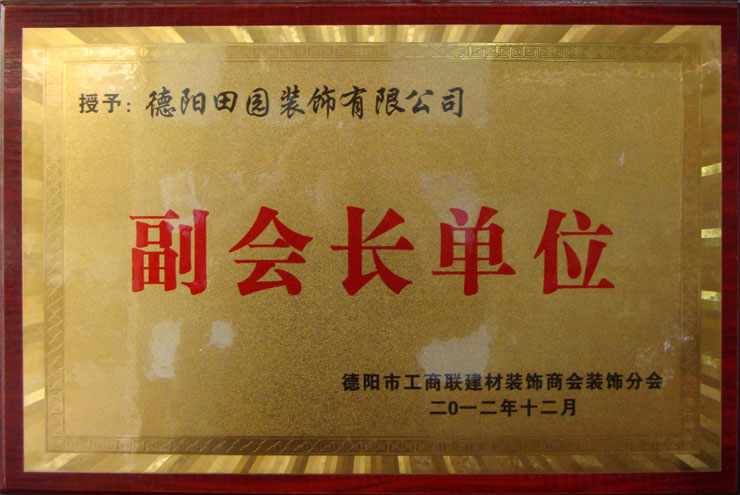 授予：德阳田园装饰有限公司
副会长单位
德阳市工商联建材装饰商会装饰分会
二〇一二年十二月